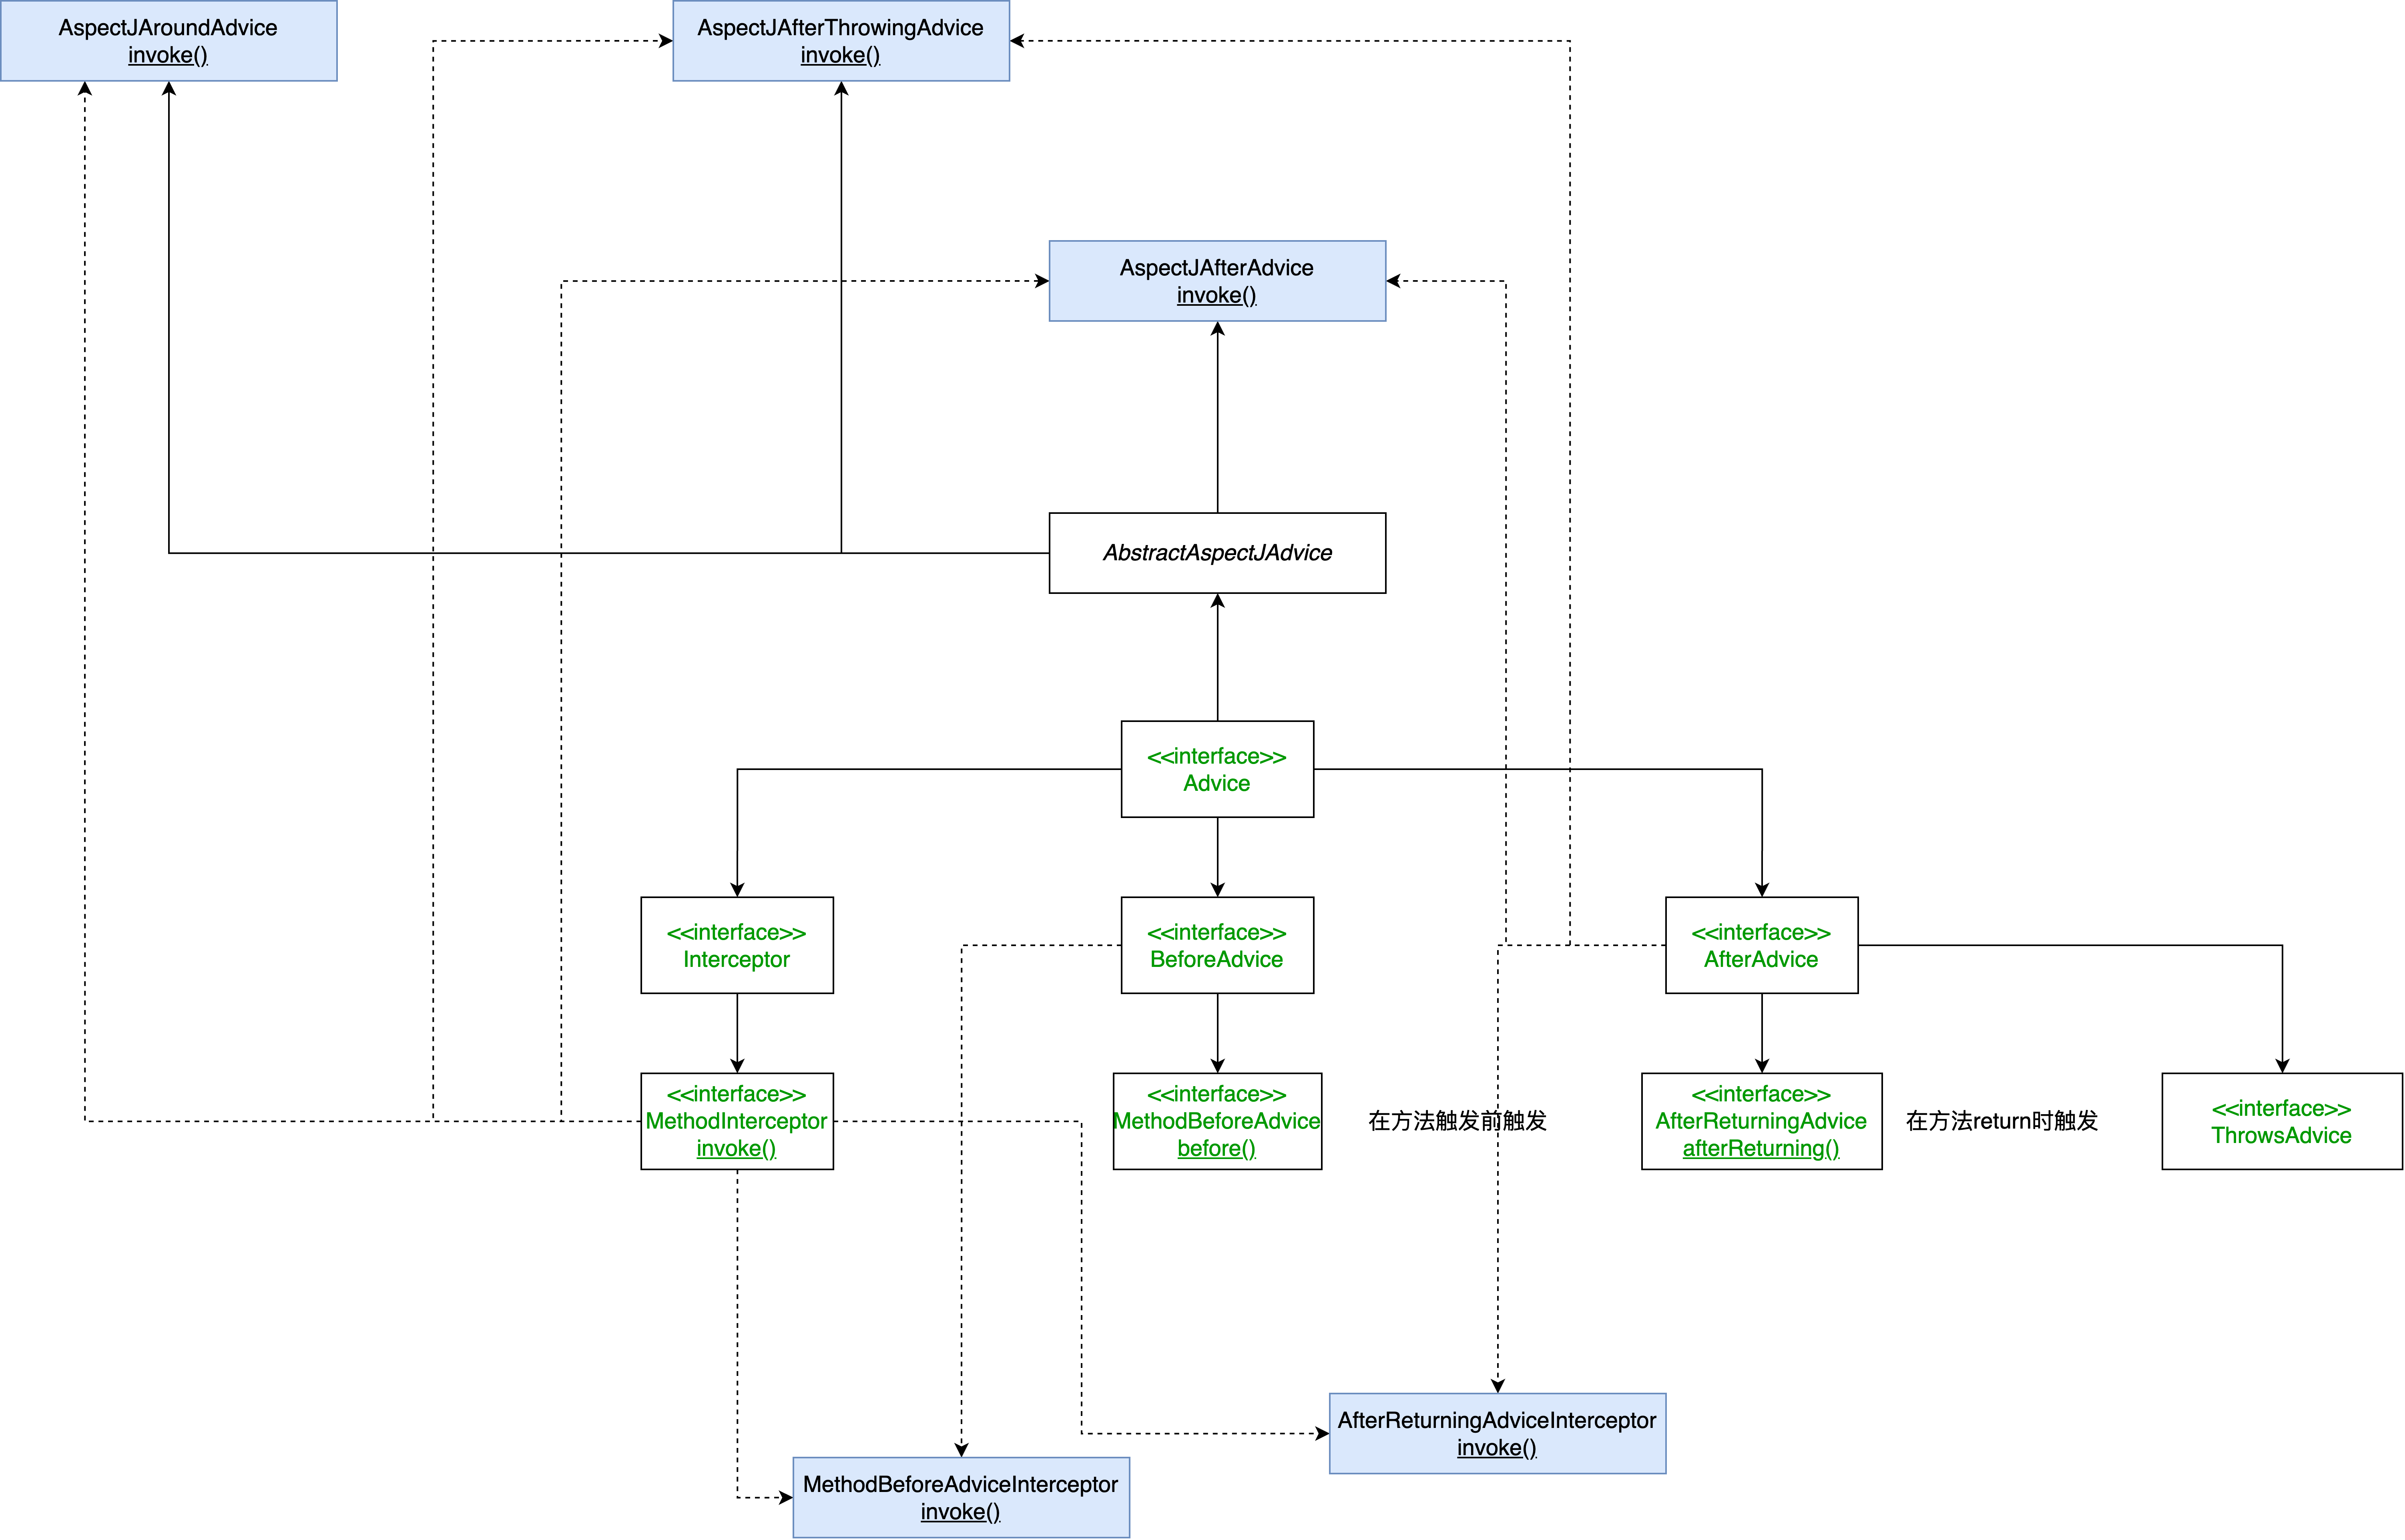 AspectJAroundAdvice
invoke()
AspectJAfterThrowingAdvice
invoke()
AspectJAfterAdvice
invoke()
AbstractAspectJAdvice
<<interface>>
Advice
<<interface>>
Interceptor
<<interface>>
BeforeAdvice
<<interface>>
AfterAdvice
<<interface>>
MethodInterceptor
invoke()
<<interface>>
MethodBeforeAdvice
before()
在方法触发前触发
<<interface>>
AfterReturningAdvice
afterReturning()
在方法return时触发
<<interface>>
ThrowsAdvice
AfterReturningAdviceInterceptor
invoke()
MethodBeforeAdviceInterceptor
invoke()